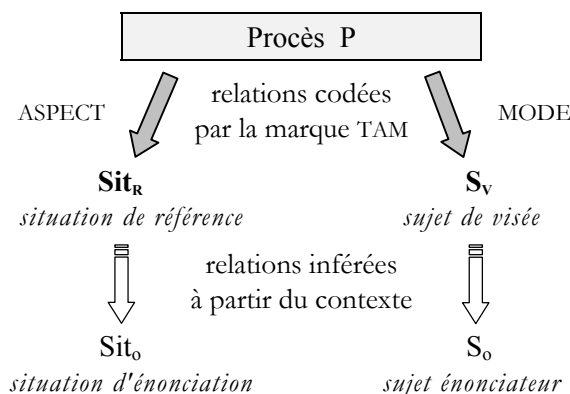 Procès P
relations codées
ASPECT
par la marque TAM
MODE
Sit_R
S_V
situation de référence
sujet de visée
relations inférées
à partir du contexte
Sit_o
S_o
situation d'énonciation
sujet énonciateur